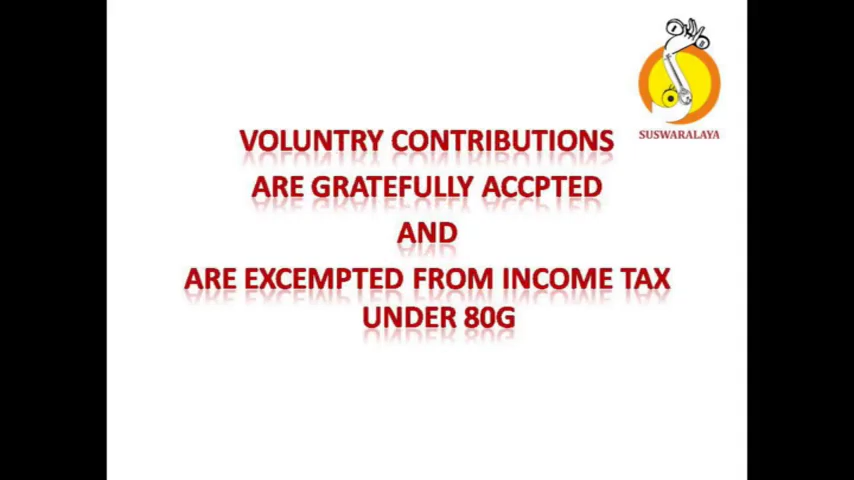 SUSWARALAYA
VOLUNTRY CONTRIBUTIONS
ARE GRATEFULLY ACCPTED
AND
ARE EXCEMPTED FROM INCOME TAX
UNDER 80G